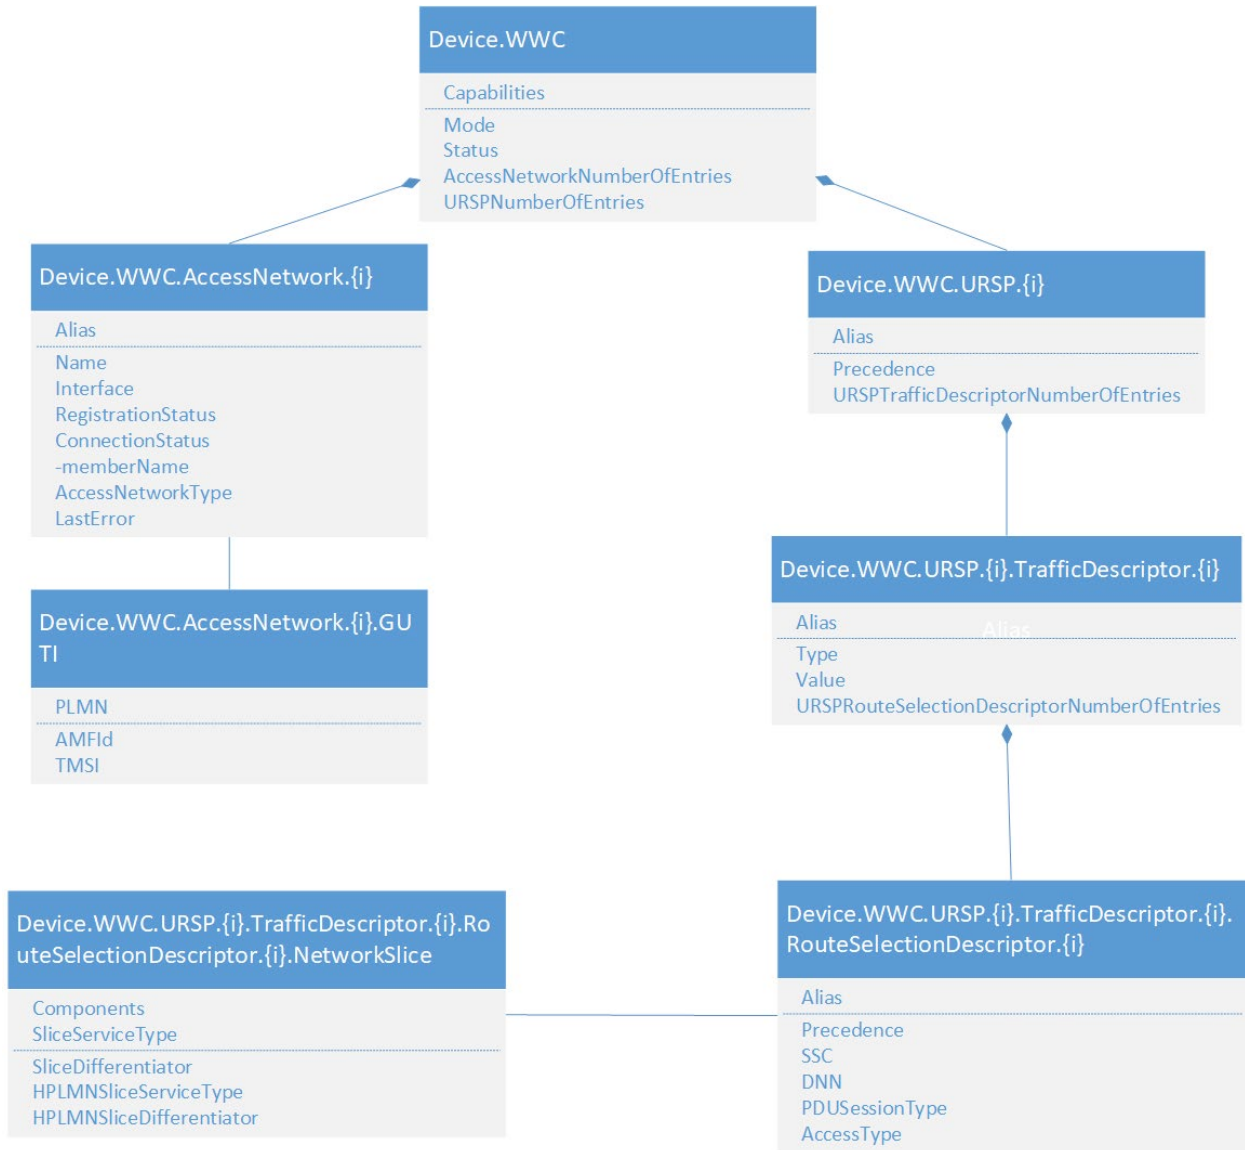 Device.WWC
Capabilities
Mode
Status
AccessNetworkNumberOfEntries
URSPNumberOfEntries
Device.WWC.AccessNetwork.{i}
Alias
Name
Interface
RegistrationStatus
ConnectionStatus
-memberName
AccessNetworkType
LastError
Device.WWC.URSP.{i}
Alias
Precedence
URSPTrafficDescriptorNumberOfEntries
Device.WWC.AccessNetwork.{i}.GU
TI
PLMN
AMFId
TMSI
Device.WWC.URSP.{i}.TrafficDescriptor.{i}
Alias
Alias
Type
Value
URSPRouteSelectionDescriptorNumberOfEntries
Device.WWC.URSP.{i}.TrafficDescriptor.{i}.Ro
uteSelectionDescriptor.{i}.NetworkSlice
Components
SliceServiceType
SliceDifferentiator
HPLMNSliceServiceType
HPLMNSliceDifferentiator
Device.WWC.URSP.{i}.TrafficDescriptor.{i}.
RouteSelectionDescriptor.{i}
Alias
Precedence
SSC
DNN
PDUSessionType
AccessType